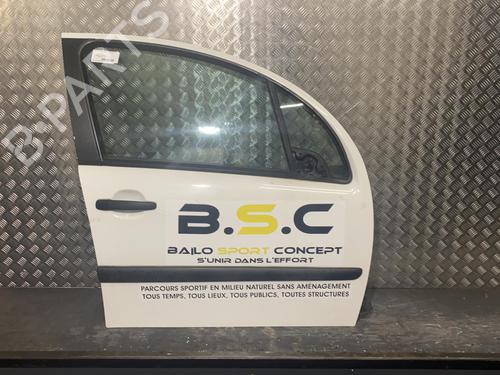 B-PARTS
B.S.C
BAILO SPORT CONCEPT
S'UNIR DANS L'EFFORT
PARCOURS SPORTIF EN MILIEU NATUREL SANS AMÉNAGEMENT
TOUS TEMPS, TOUS LIEUX, TOUS PUBLICS, TOUTES STRUCTURES